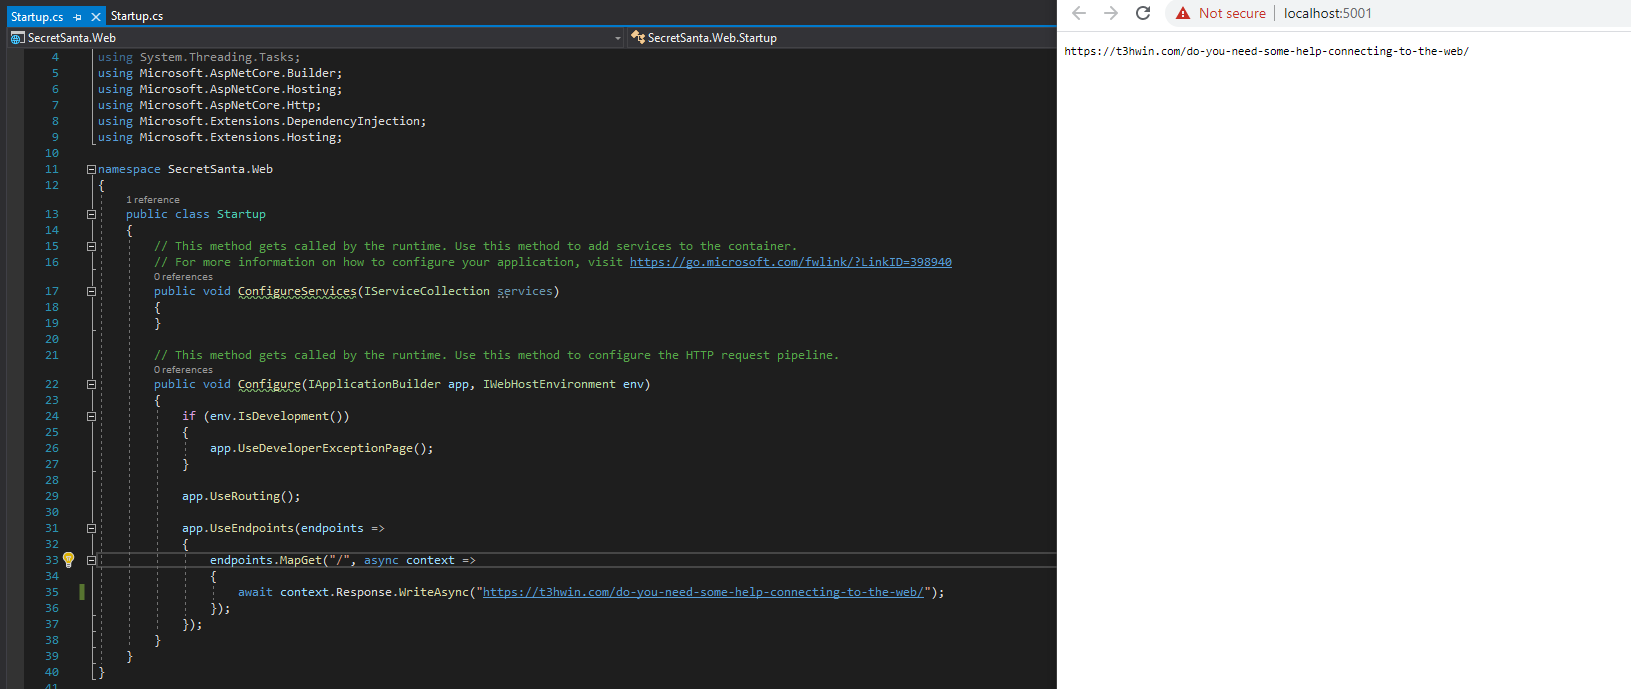 Startup.cs
Startup.cs
SecretSanta.Web
SecretSanta.Web.Startup
4 using System.Threading.Tasks;
5 using Microsoft.AspNetCore.Builder;
6 using Microsoft.AspNetCore.Hosting;
7 using Microsoft.AspNetCore.Http;
8 using Microsoft.Extensions.DependencyInjection;
9 using Microsoft.Extensions.Hosting;
10
11 namespace SecretSanta.Web
12 {
1 reference
13 public class Startup
14 {
15 // This method gets called by the runtime. Use this method to add services to the container.
16 // For more information on how to configure your application, visit https://go.microsoft.com/fwlink/?LinkID=398940
0 references
17 public void ConfigureServices(IServiceCollection services)
18 {
19 }
20
21 // This method gets called by the runtime. Use this method to configure the HTTP request pipeline.
0 references
22 public void Configure(IApplicationBuilder app, IWebHostEnvironment env)
23 {
24 if (env.IsDevelopment())
25 {
26 app.UseDeveloperExceptionPage();
27 }
28
29 app.UseRouting();
30
31 app.UseEndpoints(endpoints =>
32 {
33 endpoints.MapGet("/", async context =>
34 {
35 await context.Response.WriteAsync("https://t3hwin.com/do-you-need-some-help-connecting-to-the-web/");
36 });
37 });
38 }
39 }
40 }
41
Not secure | localhost:5001
https://t3hwin.com/do-you-need-some-help-connecting-to-the-web/